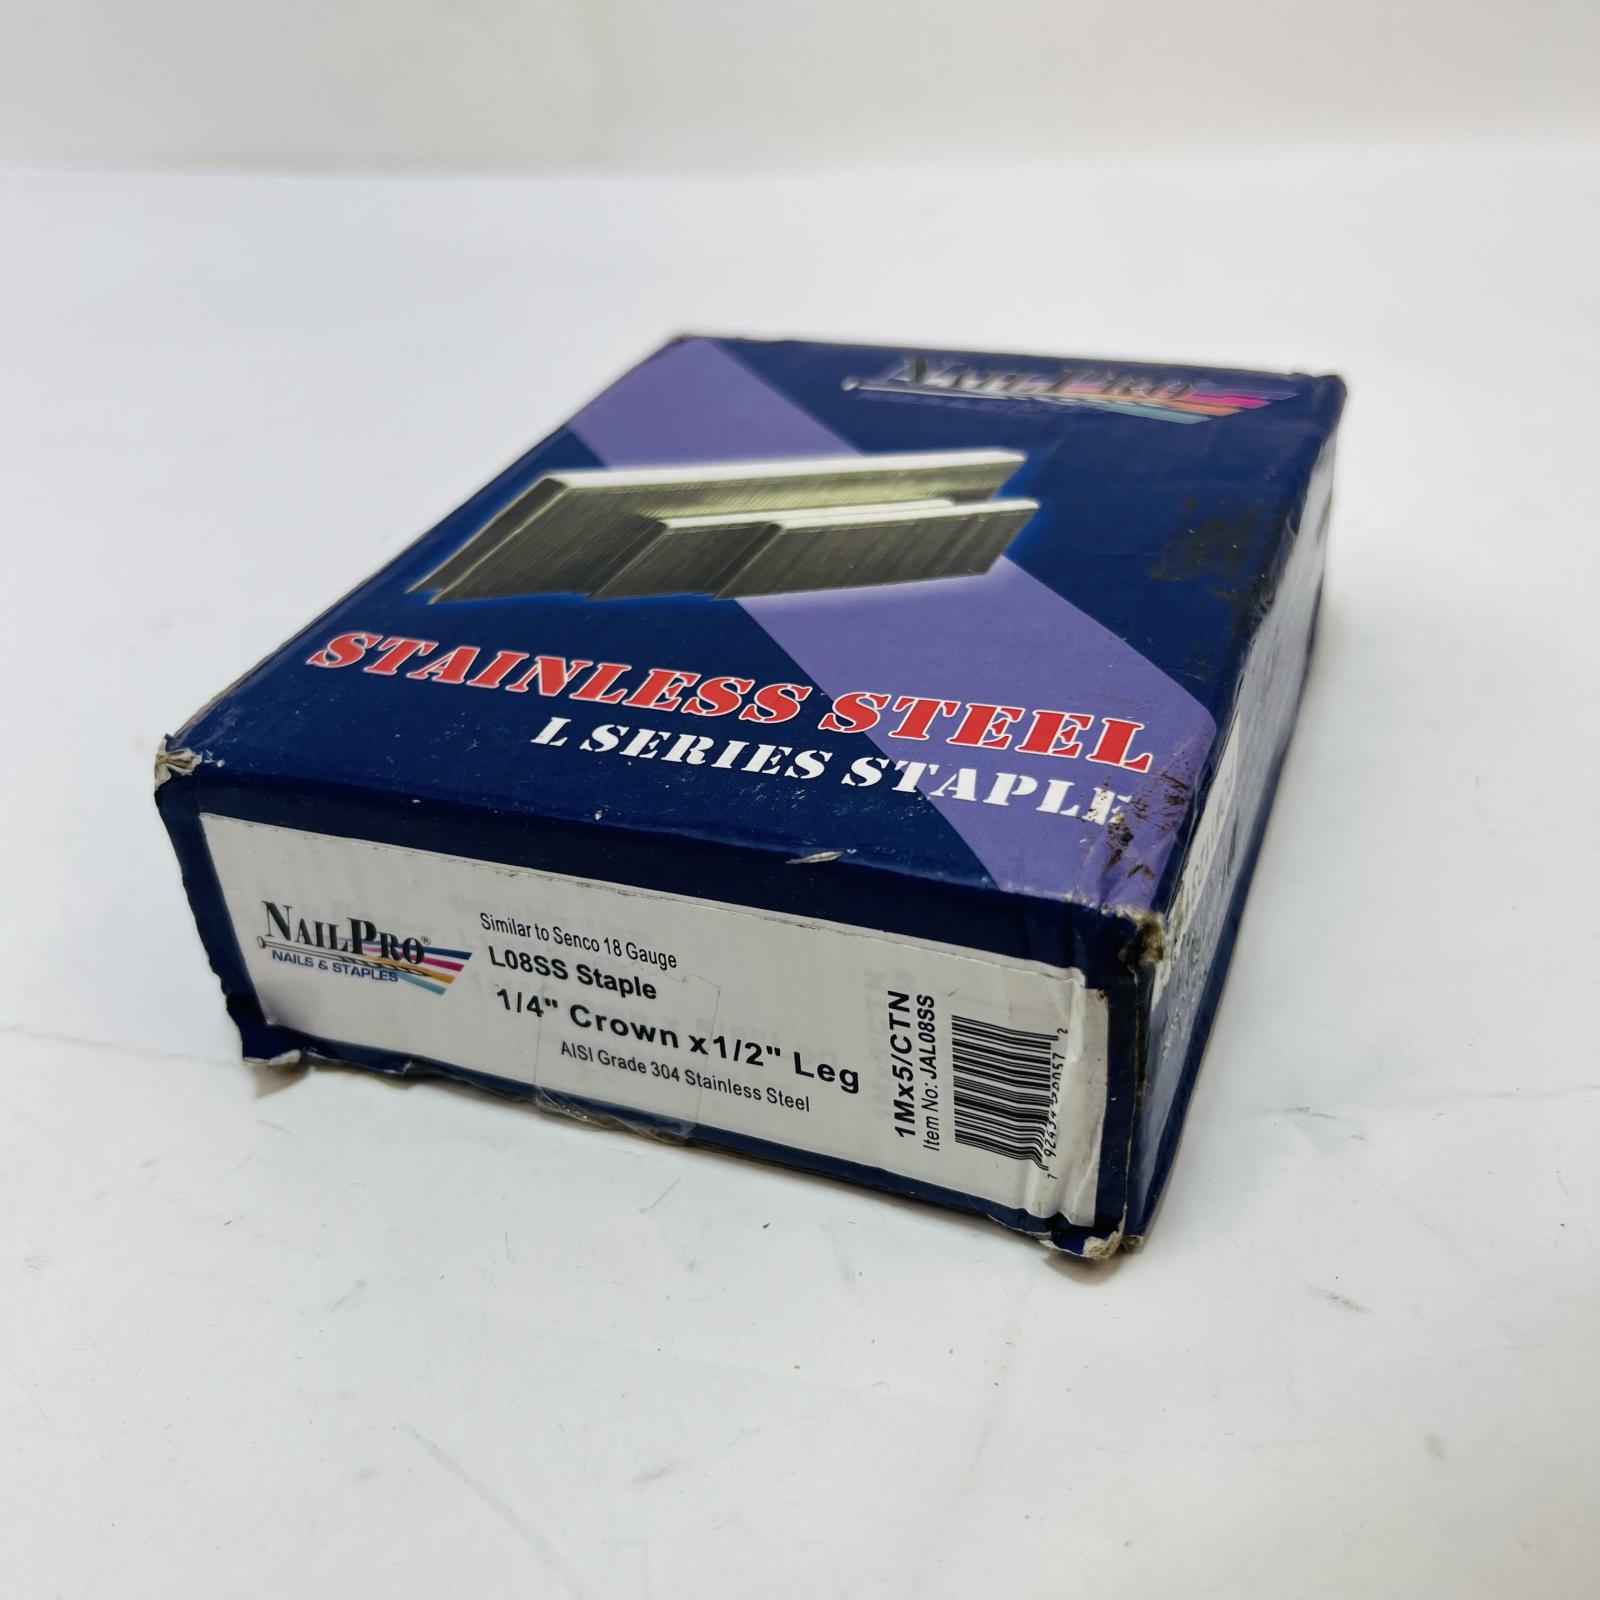 NAILPRO
STAINLESS STEEL
L SERIES STAPLE
NAILPRO®
NAILS & STAPLES
Similar to Senco 18 Gauge
L08SS Staple
1/4" Crown x1/2" Leg
AISI Grade 304 Stainless Steel
1Mx5/CTN
Item No: JAL08SS